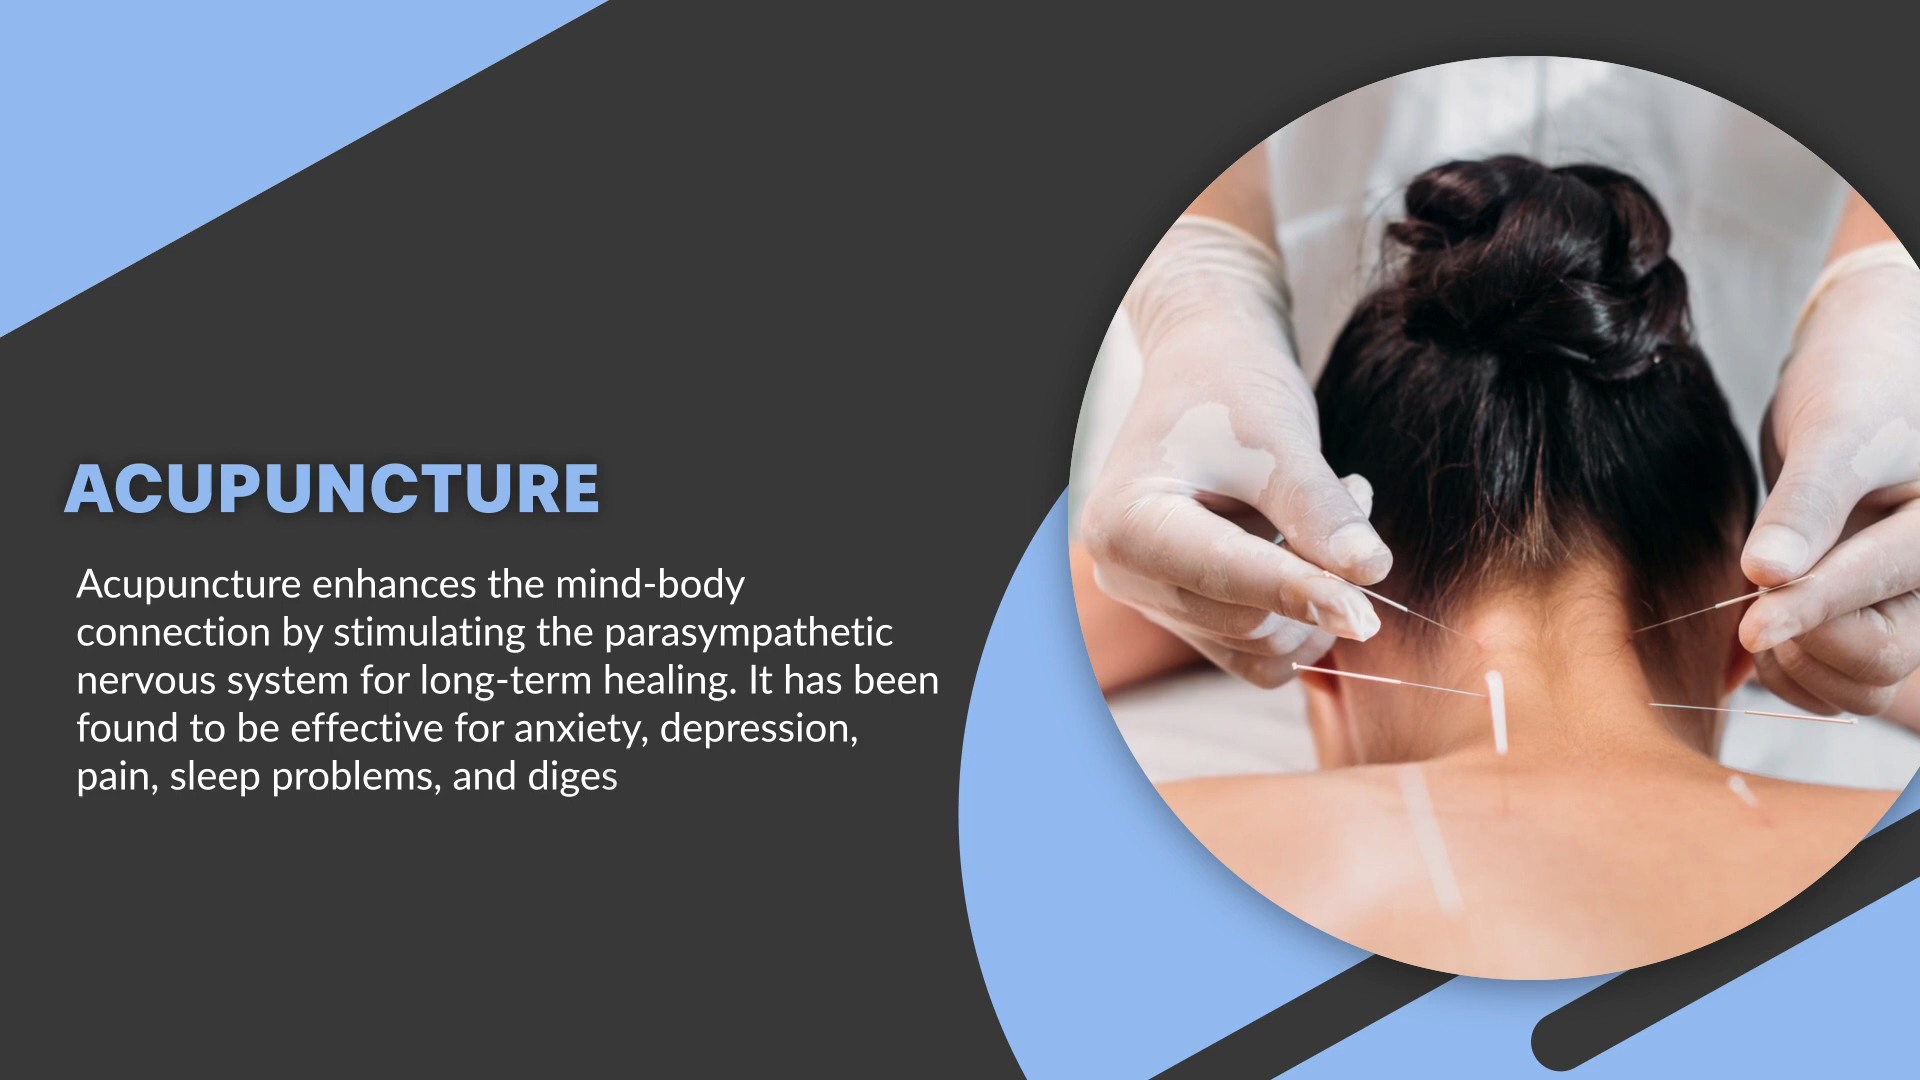 ACUPUNCTURE
Acupuncture enhances the mind-body
connection by stimulating the parasympathetic
nervous system for long-term healing. It has been
found to be effective for anxiety, depression,
pain, sleep problems, and diges